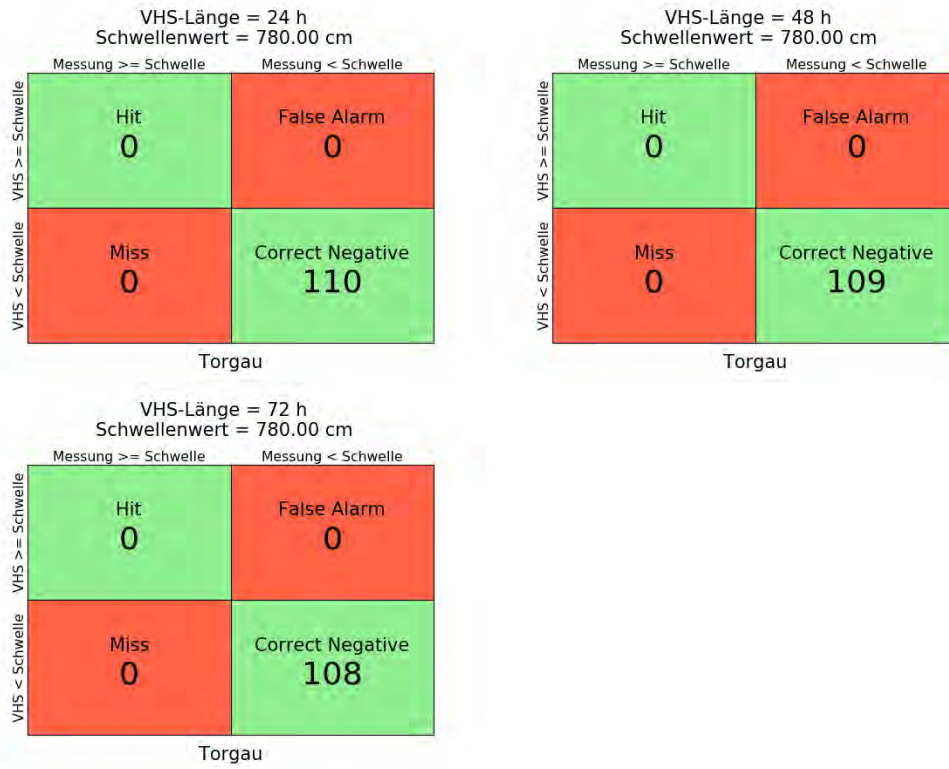 VHS-Länge = 24 h
Schwellenwert = 780.00 cm
Messung >= Schwelle
Messung < Schwelle
VHS >= Schwelle
Hit
0
False Alarm
0
VHS < Schwelle
Miss
0
Correct Negative
110
Torgau
VHS-Länge = 48 h
Schwellenwert = 780.00 cm
Messung >= Schwelle
Messung < Schwelle
VHS >= Schwelle
Hit
0
False Alarm
0
VHS < Schwelle
Miss
0
Correct Negative
109
Torgau
VHS-Länge = 72 h
Schwellenwert = 780.00 cm
Messung >= Schwelle
Messung < Schwelle
VHS >= Schwelle
Hit
0
False Alarm
0
VHS < Schwelle
Miss
0
Correct Negative
108
Torgau